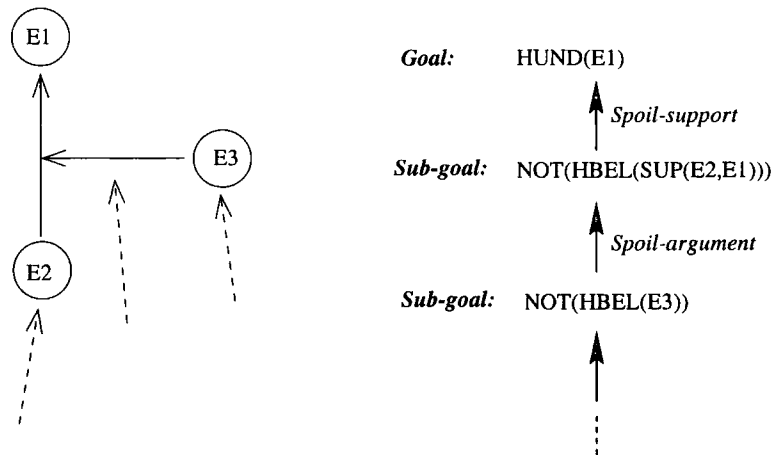 E1
Goal: HUND(E1)
Spoil-support
E3
Sub-goal: NOT(HBEL(SUP(E2,E1)))
Spoil-argument
E2
Sub-goal: NOT(HBEL(E3))